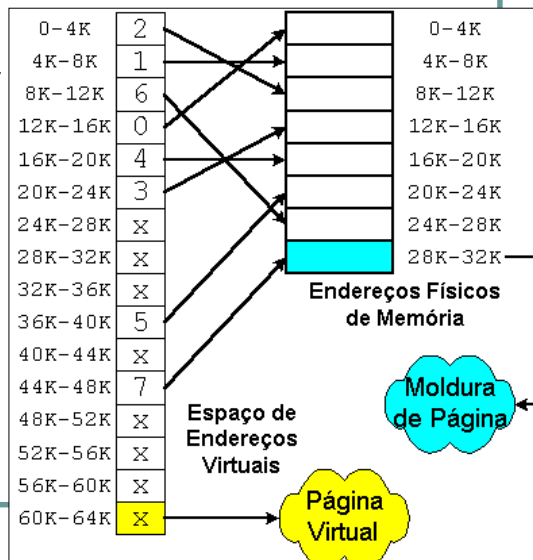 0-4K 2 0-4K
4K-8K 1 4K-8K
8K-12K 6 8K-12K
12K-16K 0 12K-16K
16K-20K 4 16K-20K
20K-24K 3 20K-24K
24K-28K x 24K-28K
28K-32K x 28K-32K
32K-36K x
36K-40K 5
40K-44K x
44K-48K 7
48K-52K x
52K-56K x
56K-60K x
60K-64K x
Endereços Físicos
de Memória
Moldura
de Página
Espaço de
Endereços
Virtuais
Página
Virtual